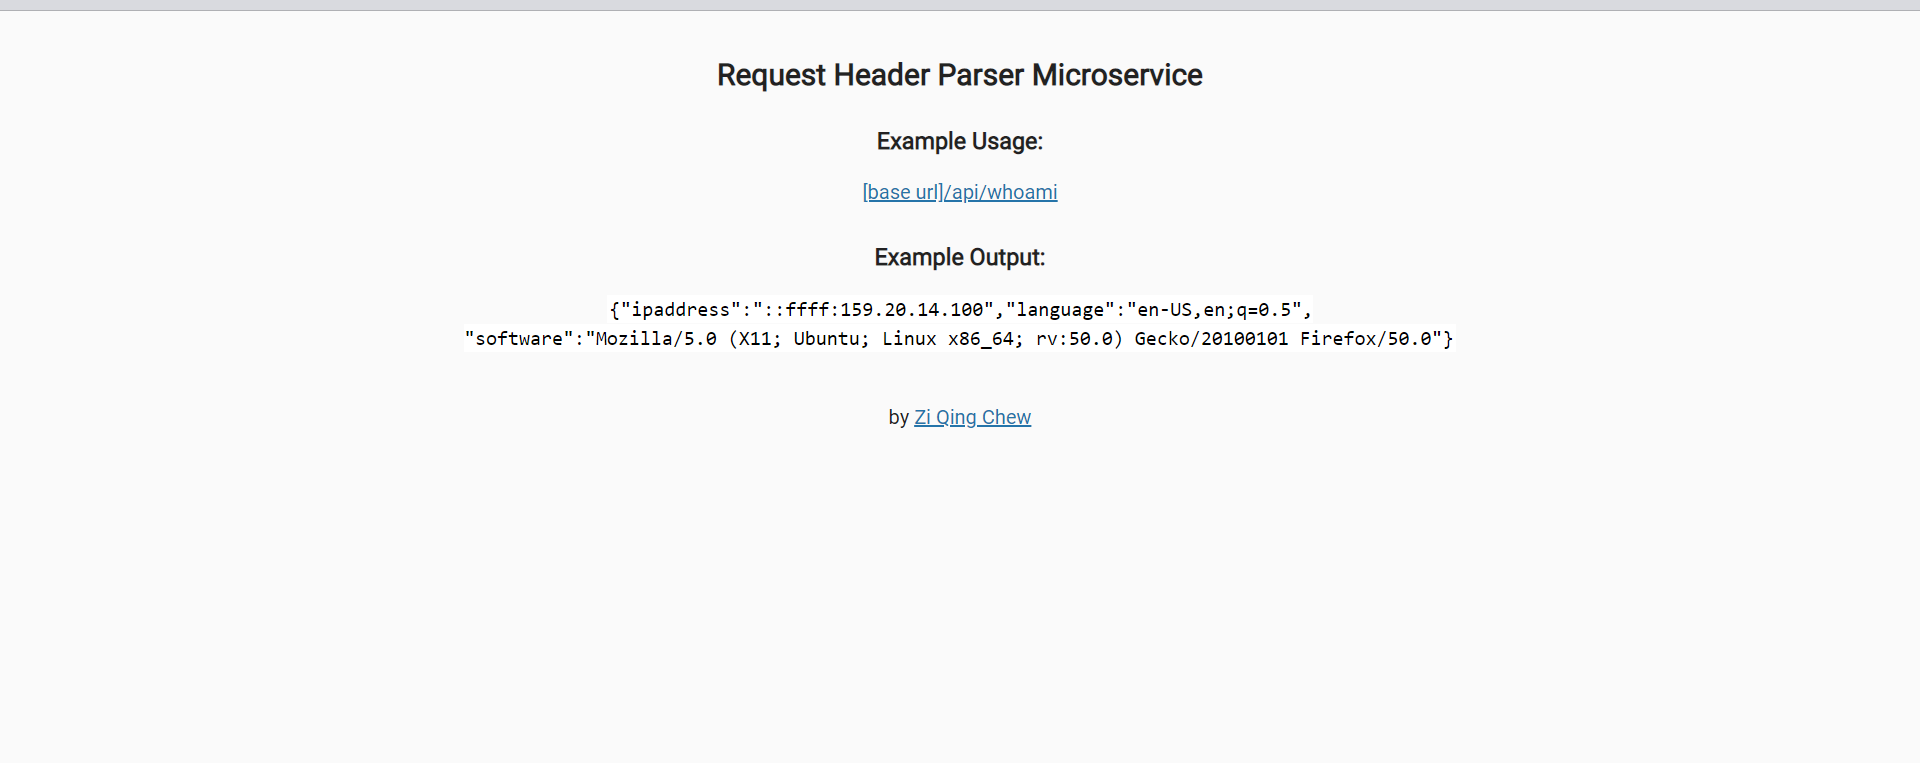 Request Header Parser Microservice
Example Usage:
[base url]/api/whoami
Example Output:
{"ipaddress":"::ffff:159.20.14.100","language":"en-US,en;q=0.5",
"software":"Mozilla/5.0 (X11; Ubuntu; Linux x86_64; rv:50.0) Gecko/20100101 Firefox/50.0"}
by Zi Qing Chew